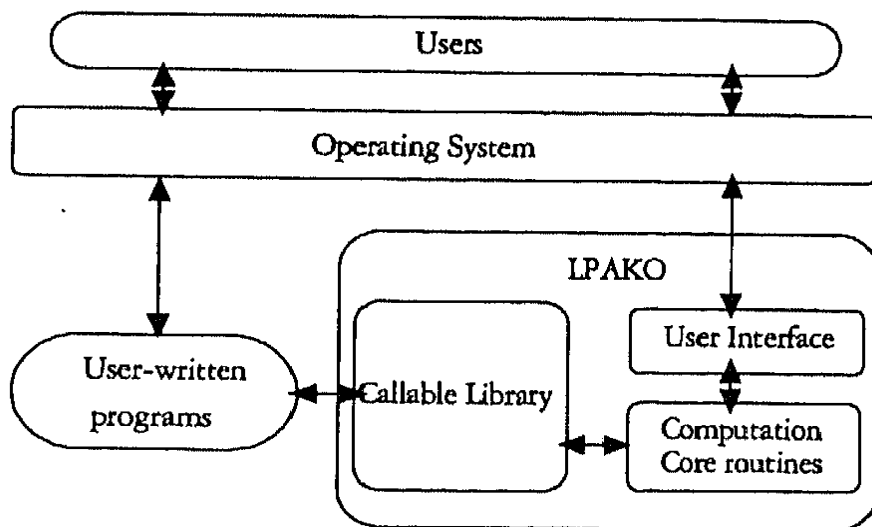 Users
Operating System
LPAKO
User Interface
User-written
programs
Callable Library
Computation
Core routines